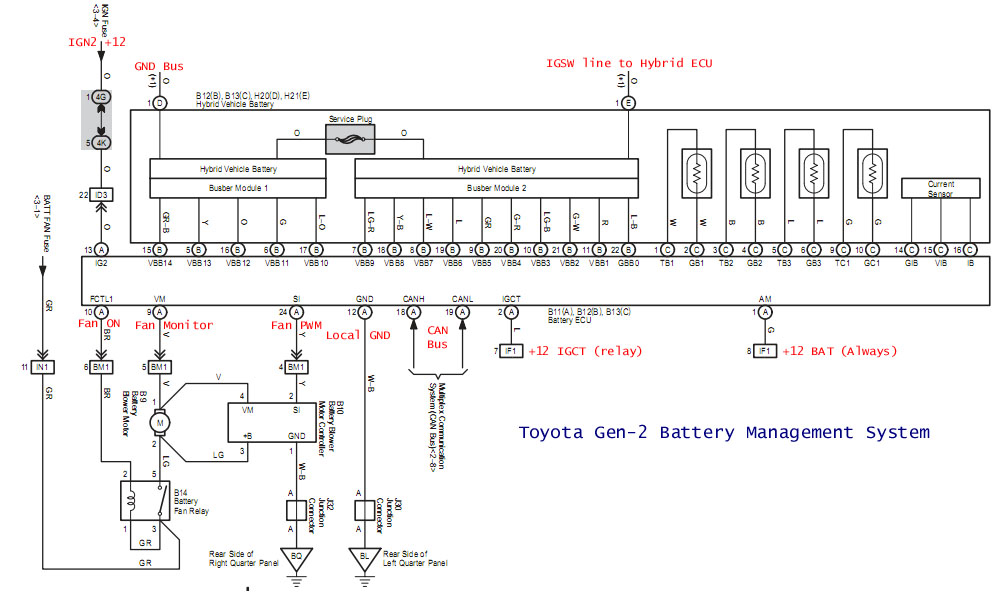 IGN Fuse
<3-4>
IGN2 +12
GND Bus
IGSW line to Hybrid ECU
O
(*1)
O
(*1)
O
1 4G
B12(B), B13(C), H20(D), H21(E)
Hybrid Vehicle Battery
1 D
1 E
Service Plug
O
O
5 4K
O
Hybrid Vehicle Battery
Busber Module 1
Hybrid Vehicle Battery
Busber Module 2
Current
Sensor
22 ID3
BATT FAN Fuse
<3-1>
O
GR-B
Y
O
G
L-O
LG-R
Y-B
L-W
L
GR
G-R
LG-B
G-W
R
L-B
W
W
B
B
L
L
G
G
13 A
15 B
5 B
16 B
6 B
17 B
7 B
18 B
8 B
19 B
9 B
20 B
10 B
21 B
11 B
22 B
1 C
2 C
3 C
4 C
5 C
6 C
9 C
10 C
14 C
15 C
16 C
IG2
VBB14
VBB13
VBB12
VBB11
VBB10
VBB9
VBB8
VBB7
VBB6
VBB5
VBB4
VBB3
VBB2
VBB1
GBB0
TB1
GB1
TB2
GB2
TB3
GB3
TC1
GC1
GIB
VIB
IB
FCTL1
VM
SI
GND
CANH
CANL
IGCT
AM
10 A
9 A
24 A
12 A
18 A
19 A
2 A
B11(A), B12(B), B13(C)
Battery ECU
1 A
Fan ON
Fan Monitor
Fan PWM
Local GND
CAN
Bus
GR
BR
V
Y
L
G
7 IF1
+12 IGCT (relay)
8 IF1
+12 BAT (Always)
11 IN1
6 BM1
5 BM1
4 BM1
GR
BR
V
V
Y
W-B
Multiplex Communication
System (CAN Bus)<2-8>
B 9
Battery
Blower Motor
1
M
2
4
2
VM
SI
+B
GND
3
1
B10
Battery Blower
Motor Controller
LG
LG
W-B
Toyota Gen-2 Battery Management System
2
5
B14
Battery
Fan Relay
1
3
GR
GR
A
J32
Junction
Connector
A
A
J30
Junction
Connector
A
Rear Side of
Right Quarter Panel
BQ
BL
Rear Side of
Left Quarter Panel